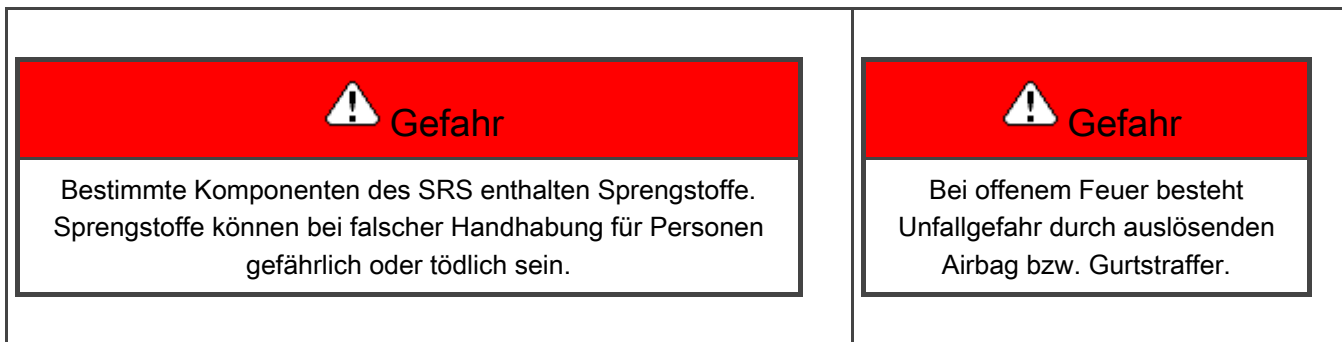 Gefahr
Bestimmte Komponenten des SRS enthalten Sprengstoffe.
Sprengstoffe können bei falscher Handhabung für Personen
gefährlich oder tödlich sein.
Gefahr
Bei offenem Feuer besteht
Unfallgefahr durch auslösenden
Airbag bzw. Gurtstraffer.